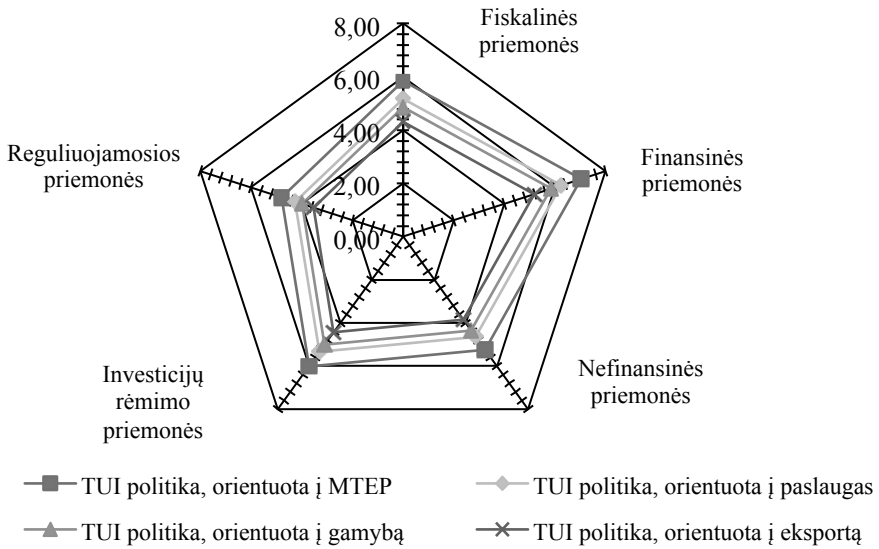 8,00
6,00
4,00
2,00
0,00
Fiskalinės
priemonės
Finansinės
priemonės
Nefinansinės
priemonės
Investicijų
rėmimo
priemonės
Reguliuojamosios
priemonės
TUI politika, orientuota į MTEP
TUI politika, orientuota į paslaugas
TUI politika, orientuota į gamybą
TUI politika, orientuota į eksportą